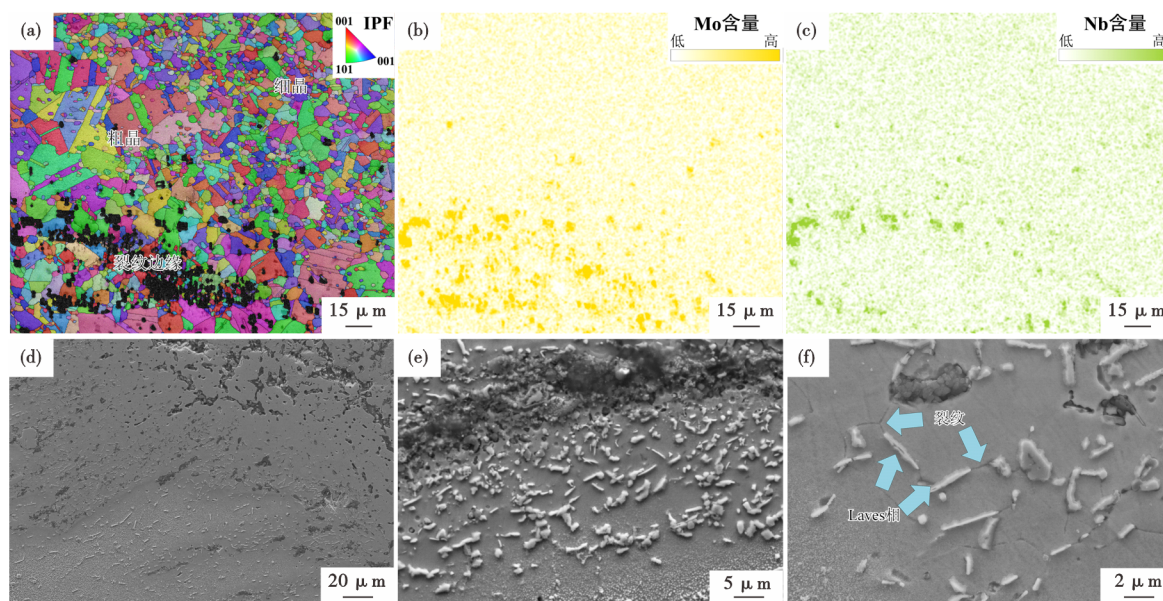 (a)
IPF
001
101
001
细晶
粗晶
裂纹边缘
15 μm
(b)
Mo含量
低
高
15 μm
(c)
Nb含量
低
高
15 μm
(d)
20 μm
(e)
5 μm
(f)
裂纹
Laves相
2 μm